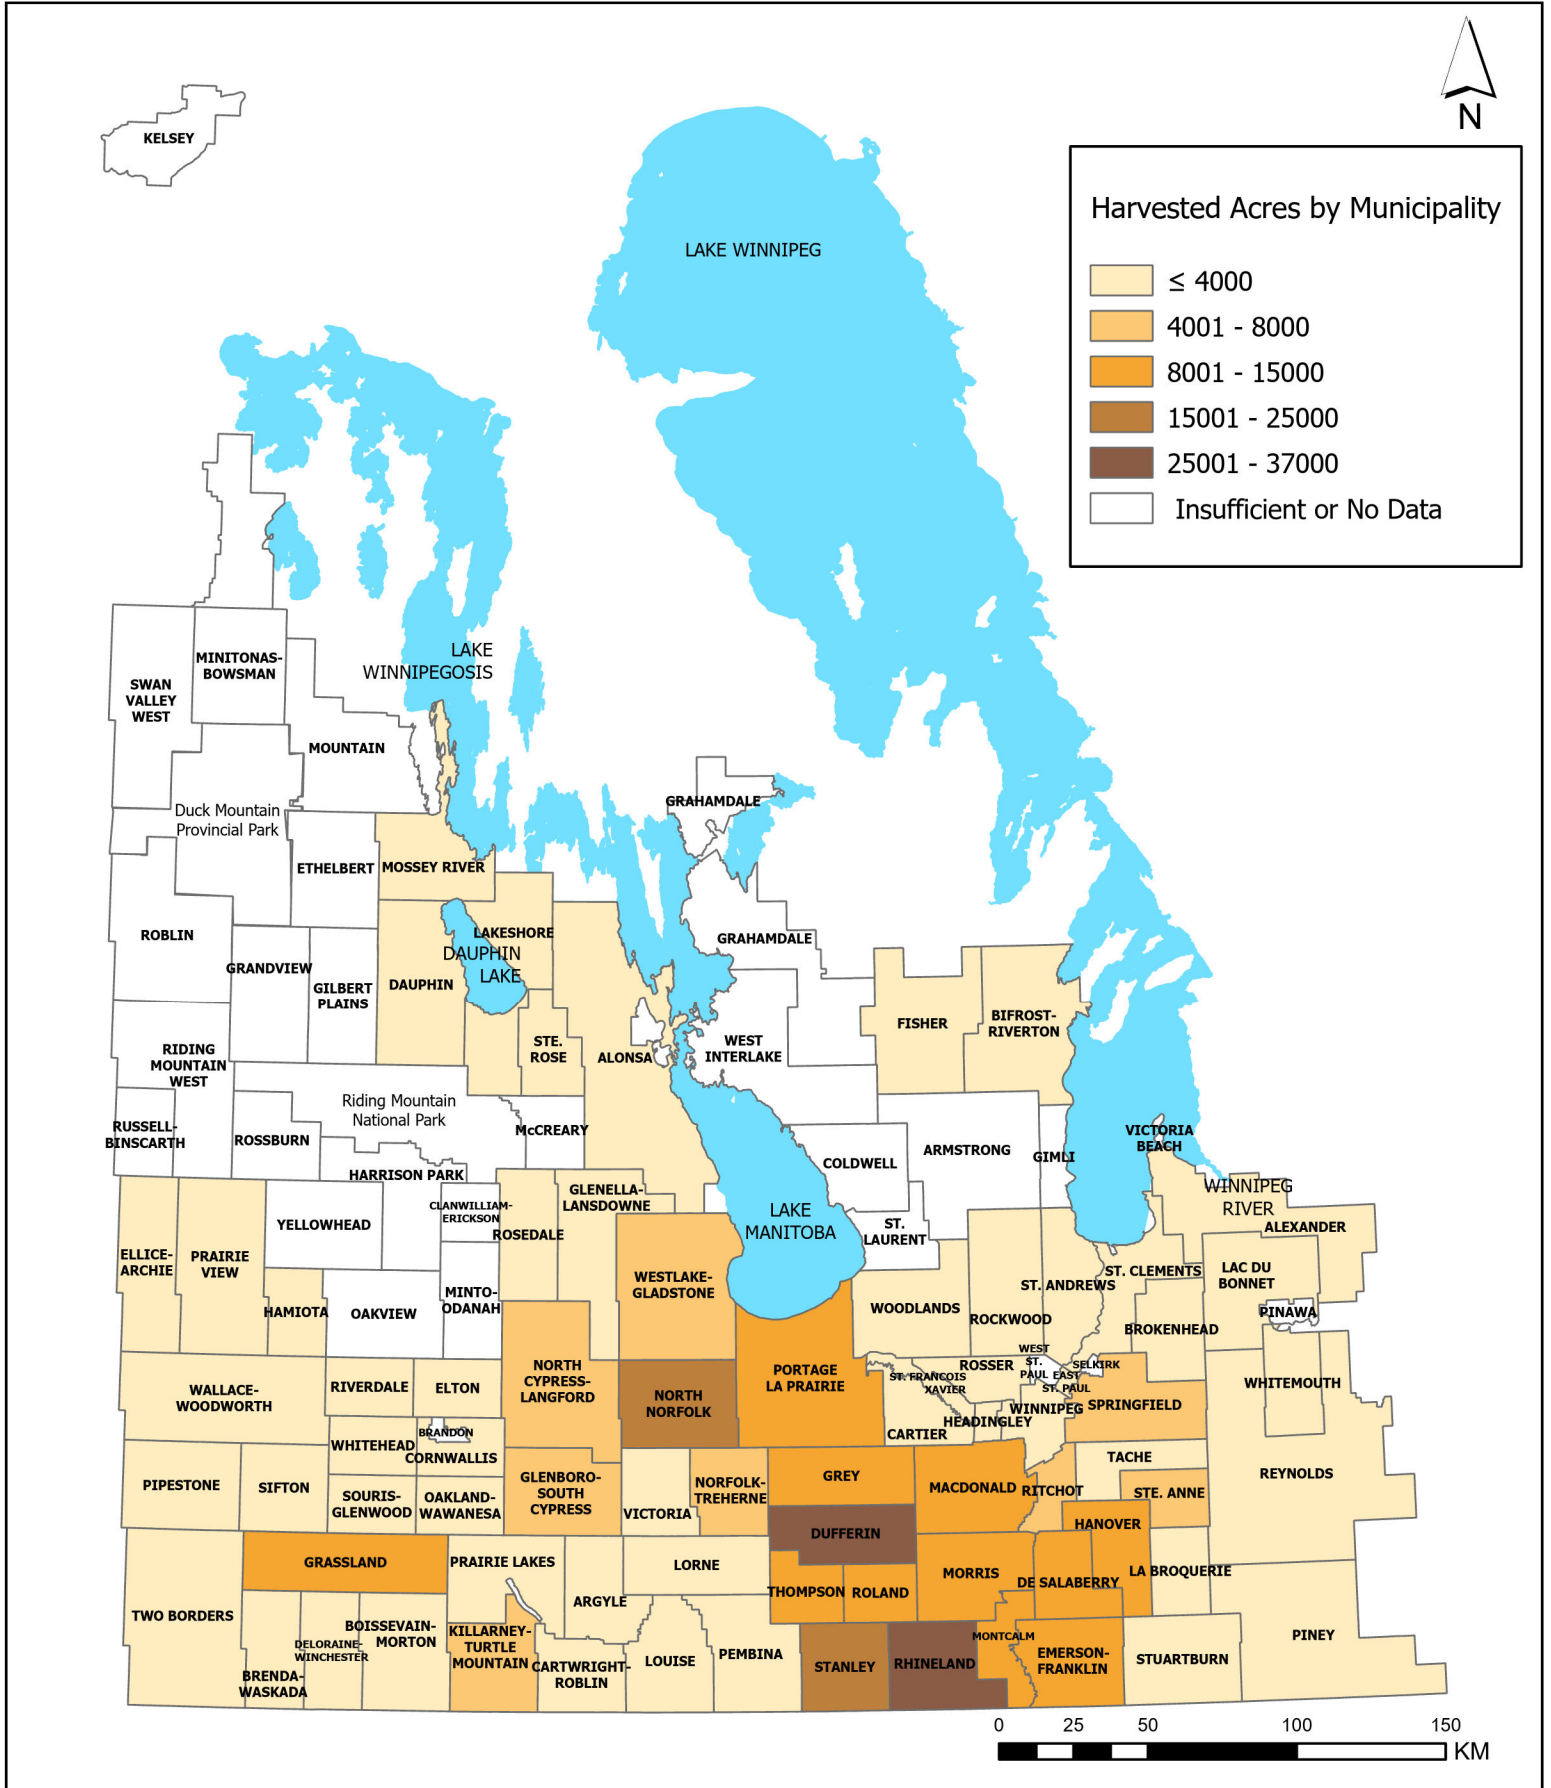 KELSEY
N
Harvested Acres by Municipality
≤ 4000
4001 - 8000
8001 - 15000
15001 - 25000
25001 - 37000
Insufficient or No Data
LAKE WINNIPEG
LAKE
WINNIPEGOSIS
MINITONAS-
BOWSMAN
SWAN
VALLEY
WEST
MOUNTAIN
Duck Mountain
Provincial Park
GRAHAMDALE
ETHELBERT
MOSSEY RIVER
ROBLIN
LAKESHORE
DAUPHIN
LAKE
GRAHAMDALE
GRANDVIEW
GILBERT
PLAINS
DAUPHIN
FISHER
BIFROST-
RIVERTON
STE.
ROSE
ALONSA
WEST
INTERLAKE
RIDING
MOUNTAIN
WEST
Riding Mountain
National Park
RUSSELL-
BINSCARTH
ROSSBURN
McCREARY
VICTORIA
BEACH
ARMSTRONG
GIMLI
COLDWELL
HARRISON PARK
GLENELLA-
LANSDOWNE
CLANWILLIAM-
ERICKSON
YELLOWHEAD
ROSEDALE
LAKE
MANITOBA
ST.
LAURENT
WINNIPEG
RIVER
ALEXANDER
ELLICE-
ARCHIE
PRAIRIE
VIEW
WESTLAKE-
GLADSTONE
ST. CLEMENTS
LAC DU
BONNET
ST. ANDREWS
HAMIOTA
OAKVIEW
MINTO-
ODANAH
WOODLANDS
ROCKWOOD
PINAWA
BROKENHEAD
WEST
ST.
PAUL
EAST
ST. PAUL
SELKIRK
ROSSER
ST. FRANCOIS
XAVIER
NORTH
CYPRESS-
LANGFORD
PORTAGE
LA PRAIRIE
WALLACE-
WOODWORTH
RIVERDALE
ELTON
NORTH
NORFOLK
WHITEMOUTH
SPRINGFIELD
WINNIPEG
HEADINGLEY
CARTIER
BRANDON
WHITEHEAD
CORNWALLIS
TACHE
REYNOLDS
PIPESTONE
SIFTON
SOURIS-
GLENWOOD
OAKLAND-
WAWANESA
GLENBORO-
SOUTH
CYPRESS
VICTORIA
NORFOLK-
TREHERNE
GREY
MACDONALD
RITCHOT
STE. ANNE
HANOVER
DUFFERIN
GRASSLAND
PRAIRIE LAKES
LORNE
ARGYLE
THOMPSON
ROLAND
MORRIS
DE SALABERRY
LA BROQUERIE
TWO BORDERS
BOISSEVAIN-
MORTON
DELORAINE-
WINCHESTER
BRENDA-
WASKADA
KILLARNEY-
TURTLE
MOUNTAIN
CARTWRIGHT-
ROBLIN
LOUISE
PEMBINA
STANLEY
RHINELAND
MONTCALM
EMERSON-
FRANKLIN
STUARTBURN
PINEY
0 25 50 100 150
KM